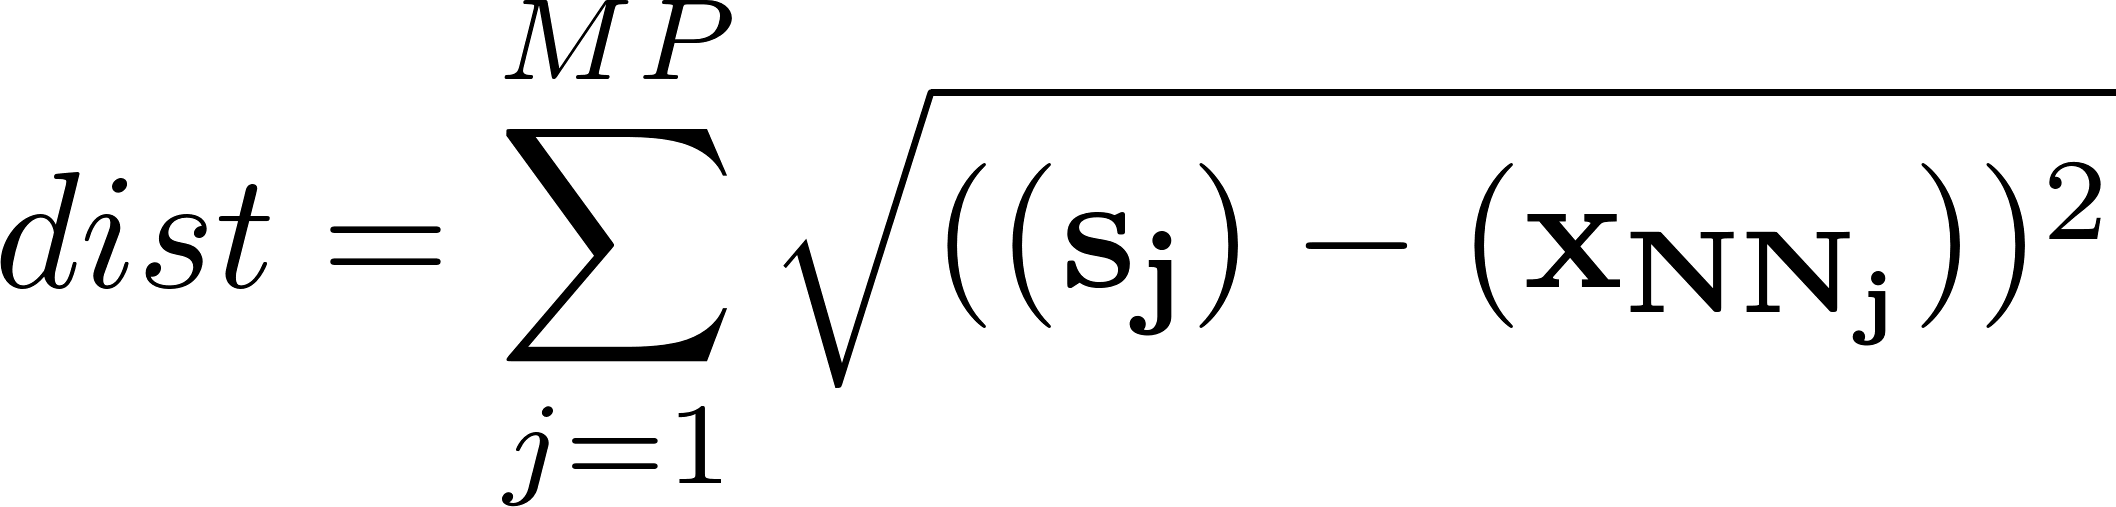 dist = \sum_{j=1}^{MP} \sqrt{((\mathbf{s_j}) - (\mathbf{x_{NN_j}}))^2}